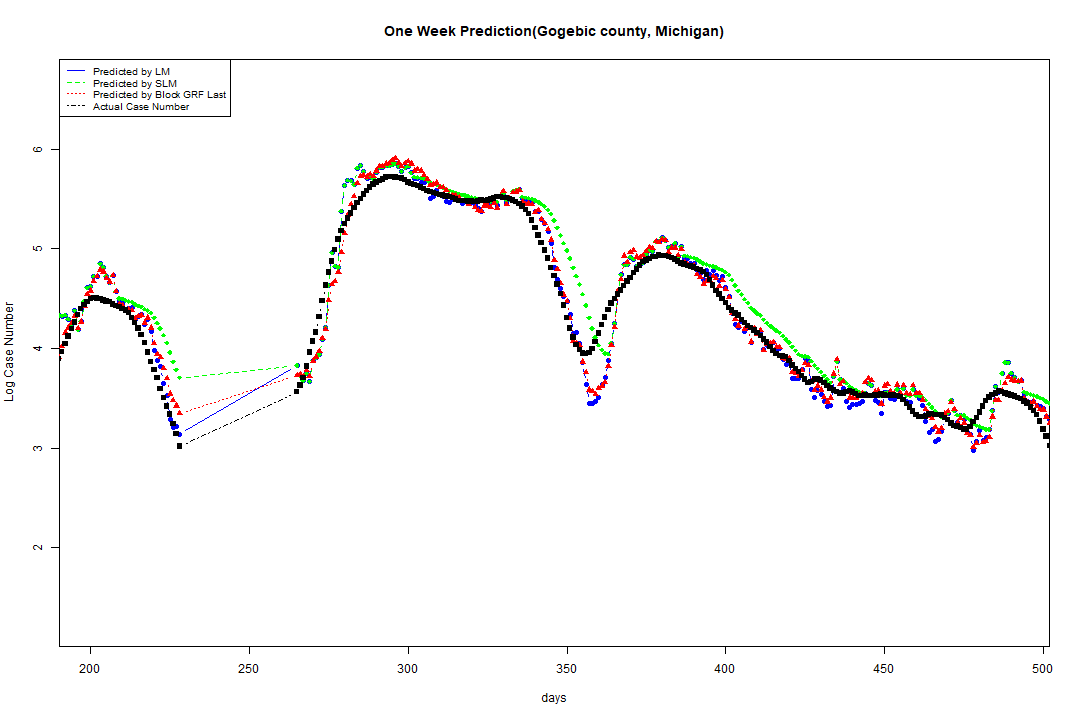 One Week Prediction(Gogebic county, Michigan)
Predicted by LM
Predicted by SLM
Predicted by Block GRF Last
Actual Case Number
6
5
4
3
2
Log Case Number
200 250 300 350 400 450 500
days